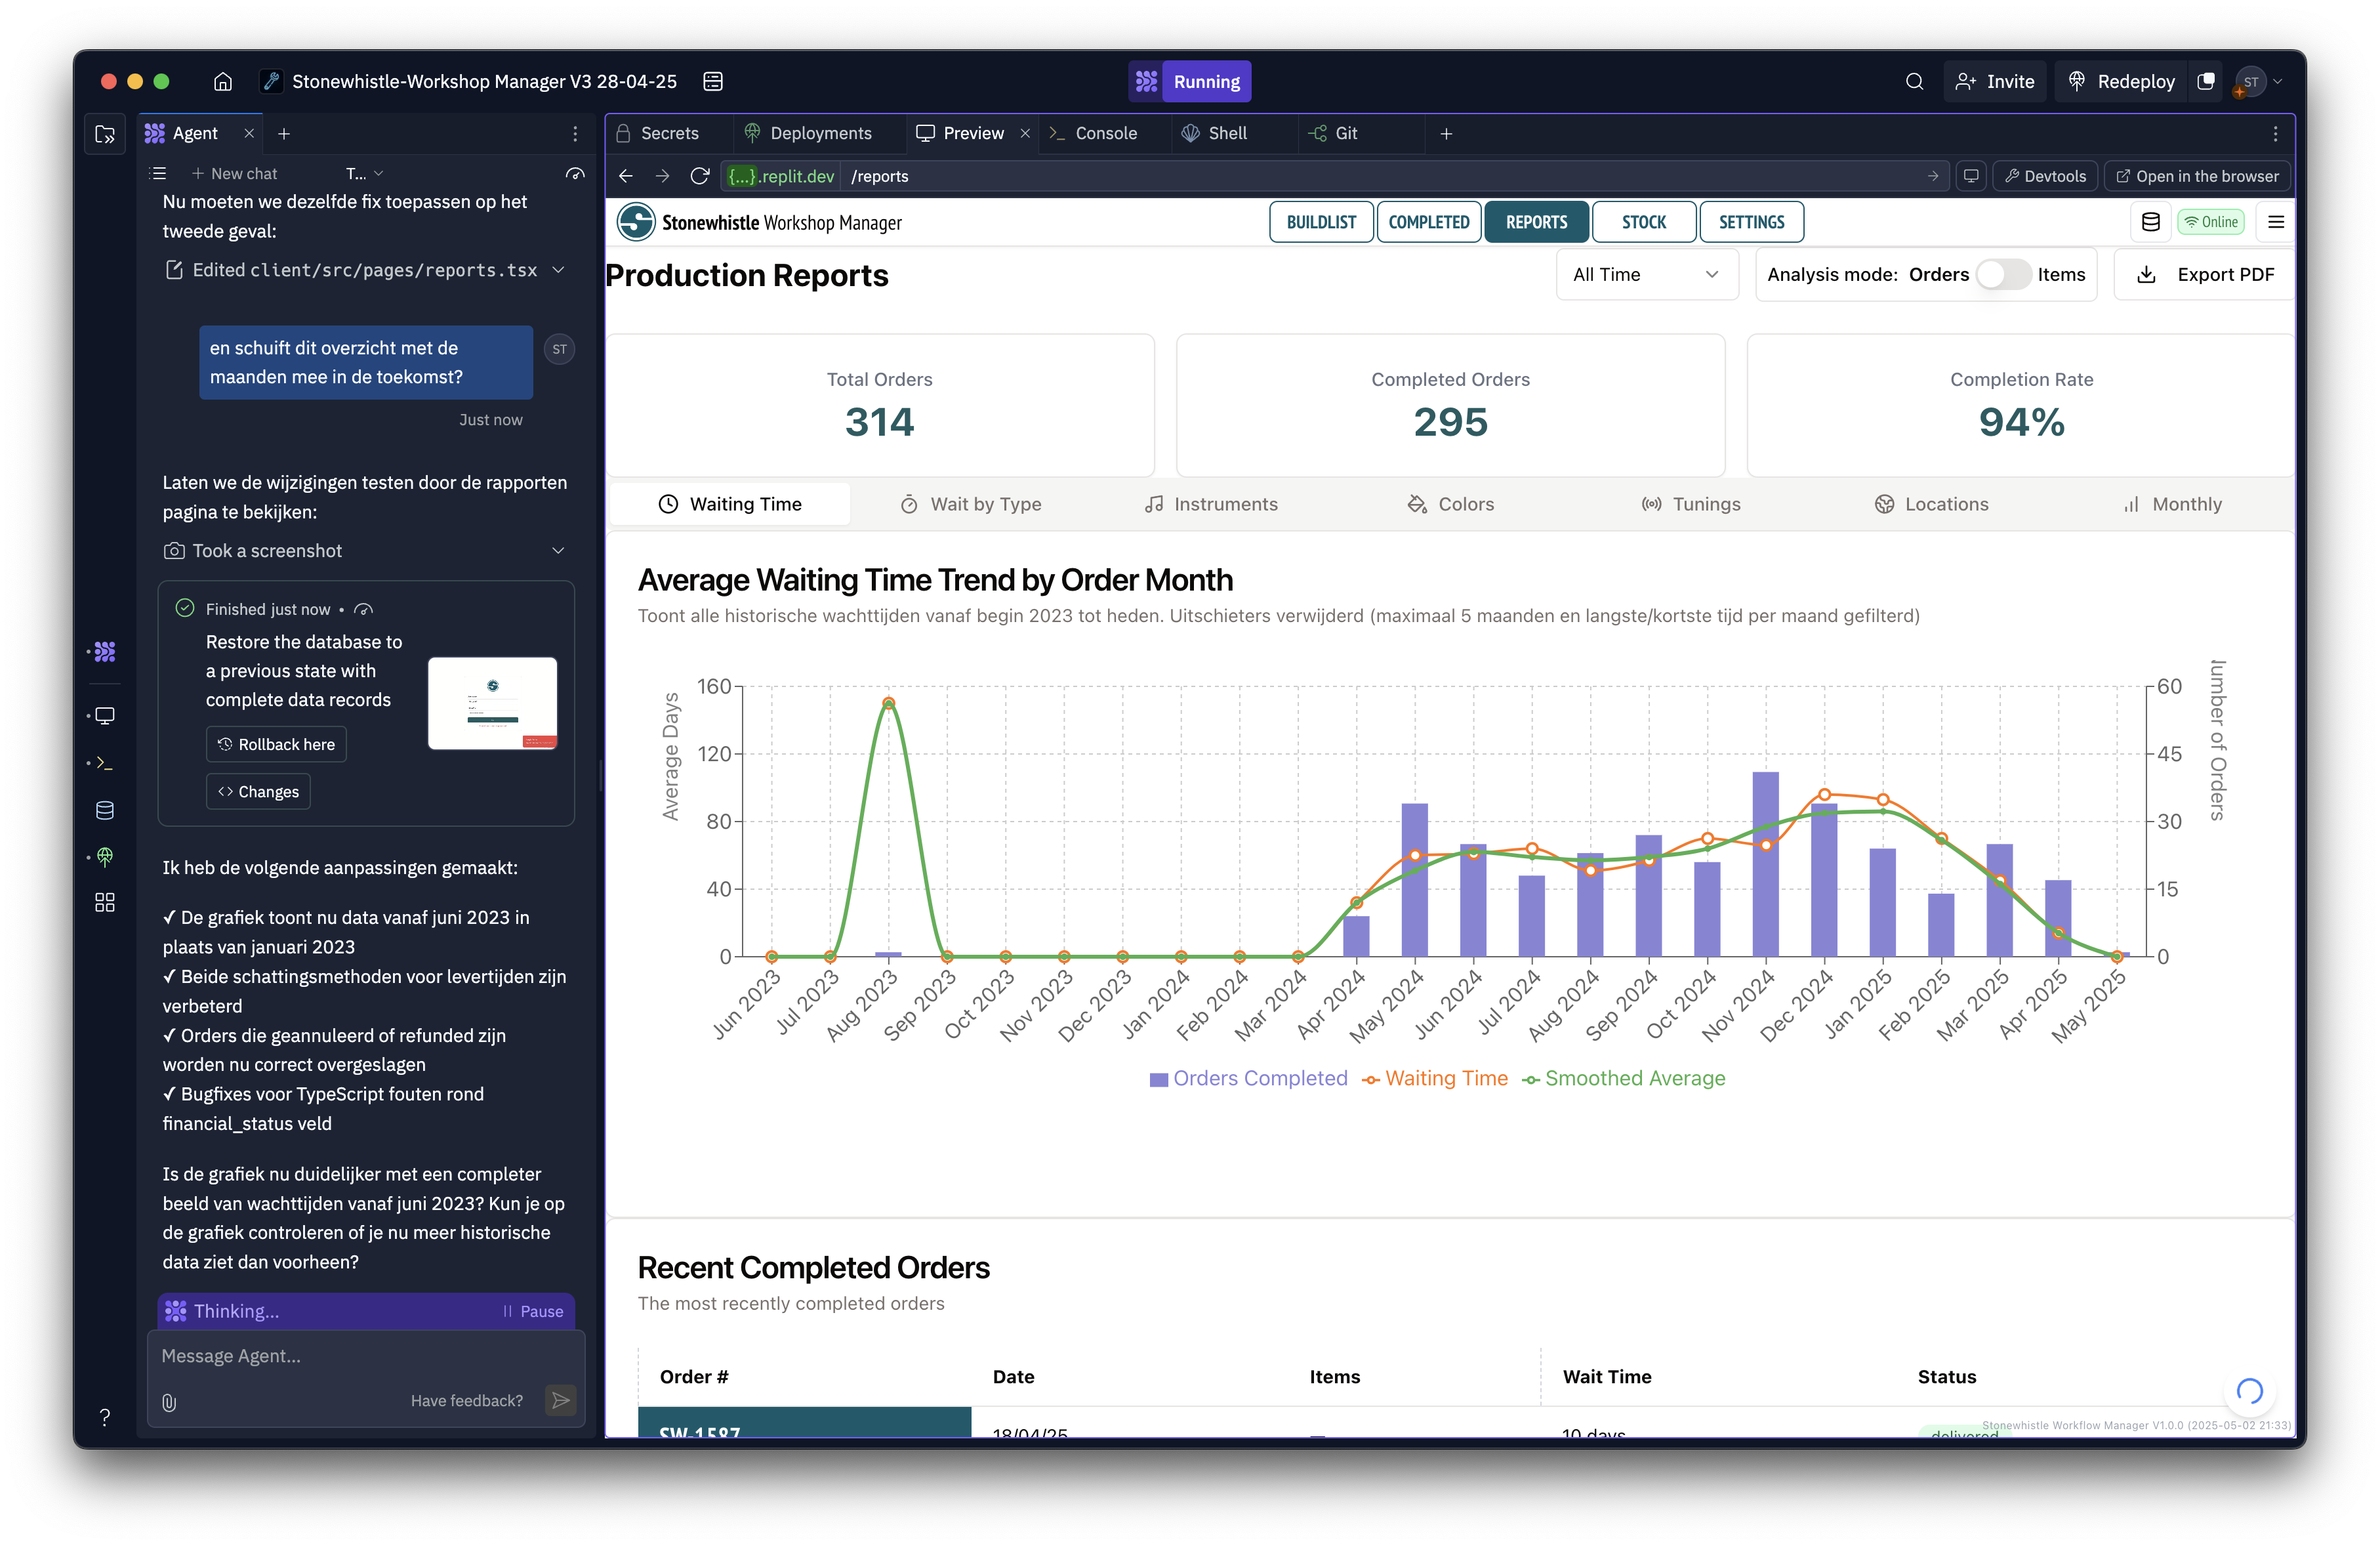 Stonewhistle-Workshop Manager V3 28-04-25
Running
Invite
Redeploy
ST
Agent
Secrets
Deployments
Preview
Console
Shell
Git
New chat
T...
{...}.replit.dev
/reports
Devtools
Open in the browser
Nu moeten we dezelfde fix toepassen op het
tweede geval:
Edited client/src/pages/reports.tsx
en schuift dit overzicht met de
maanden mee in de toekomst?
ST
Just now
Laten we de wijzigingen testen door de rapporten
pagina te bekijken:
Took a screenshot
Finished just now •
Restore the database to
a previous state with
complete data records
Rollback here
Changes
Ik heb de volgende aanpassingen gemaakt:
✓ De grafiek toont nu data vanaf juni 2023 in
plaats van januari 2023
✓ Beide schattingsmethoden voor levertijden zijn
verbeterd
✓ Orders die geannuleerd of refunded zijn
worden nu correct overgeslagen
✓ Bugfixes voor TypeScript fouten rond
financial_status veld
Is de grafiek nu duidelijker met een completer
beeld van wachttijden vanaf juni 2023? Kun je op
de grafiek controleren of je nu meer historische
data ziet dan voorheen?
Thinking...
Pause
Message Agent...
Have feedback?
?
Stonewhistle Workshop Manager
BUILDLIST
COMPLETED
REPORTS
STOCK
SETTINGS
Online
Production Reports
All Time
Analysis mode: Orders
Items
Export PDF
Total Orders
314
Completed Orders
295
Completion Rate
94%
Waiting Time
Wait by Type
Instruments
Colors
Tunings
Locations
Monthly
Average Waiting Time Trend by Order Month
Toont alle historische wachttijden vanaf begin 2023 tot heden. Uitschieters verwijderd (maximaal 5 maanden en langste/kortste tijd per maand gefilterd)
Average Days
160
120
80
40
0
60
45
30
15
0
umber of Orders
Jun 2023
Jul 2023
Aug 2023
Sep 2023
Oct 2023
Nov 2023
Dec 2023
Jan 2024
Feb 2024
Mar 2024
Apr 2024
May 2024
Jun 2024
Jul 2024
Aug 2024
Sep 2024
Oct 2024
Nov 2024
Dec 2024
Jan 2025
Feb 2025
Mar 2025
Apr 2025
May 2025
Orders Completed
Waiting Time
Smoothed Average
Recent Completed Orders
The most recently completed orders
Order #
Date
Items
Wait Time
Status
SW-1587
18/04/25
—
10 days
delivered
Stonewhistle Workflow Manager V1.0.0 (2025-05-02 21:33)